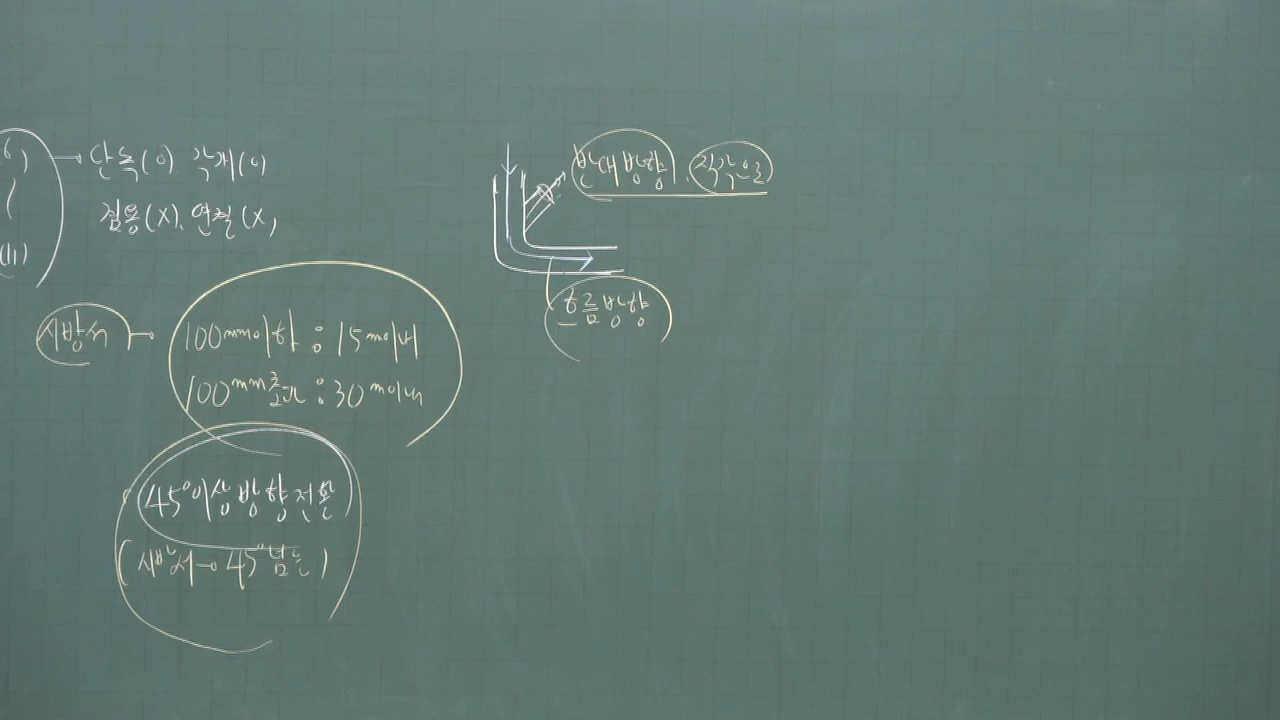 6) → 단독(O) 각개(O)
겸용(X), 연결(X,
(11)
시방서 → 100mm이하 : 15m이내
100mm초과 : 30m이내
45°이상방향전환
(시방서→45°넘는)
반대방향, 직각으로
흐름방향